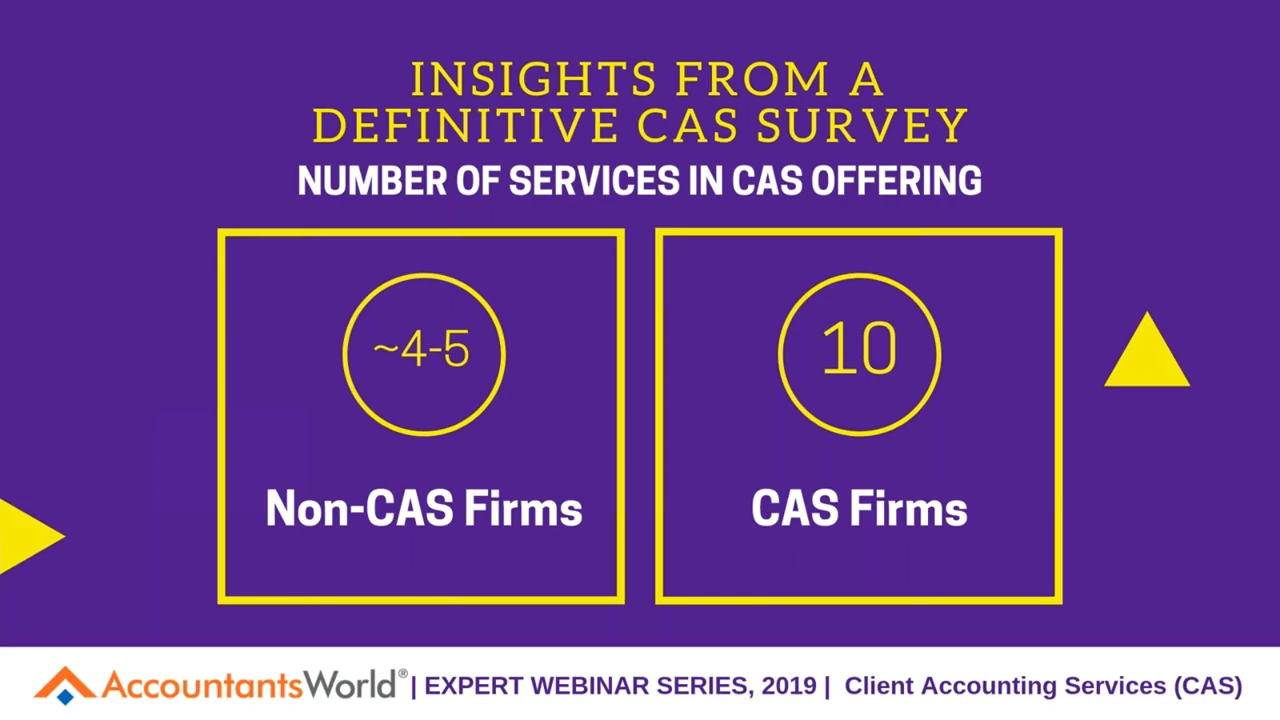 INSIGHTS FROM A
DEFINITIVE CAS SURVEY
NUMBER OF SERVICES IN CAS OFFERING
~4-5
Non-CAS Firms
10
CAS Firms
AccountantsWorld® | EXPERT WEBINAR SERIES, 2019 | Client Accounting Services (CAS)